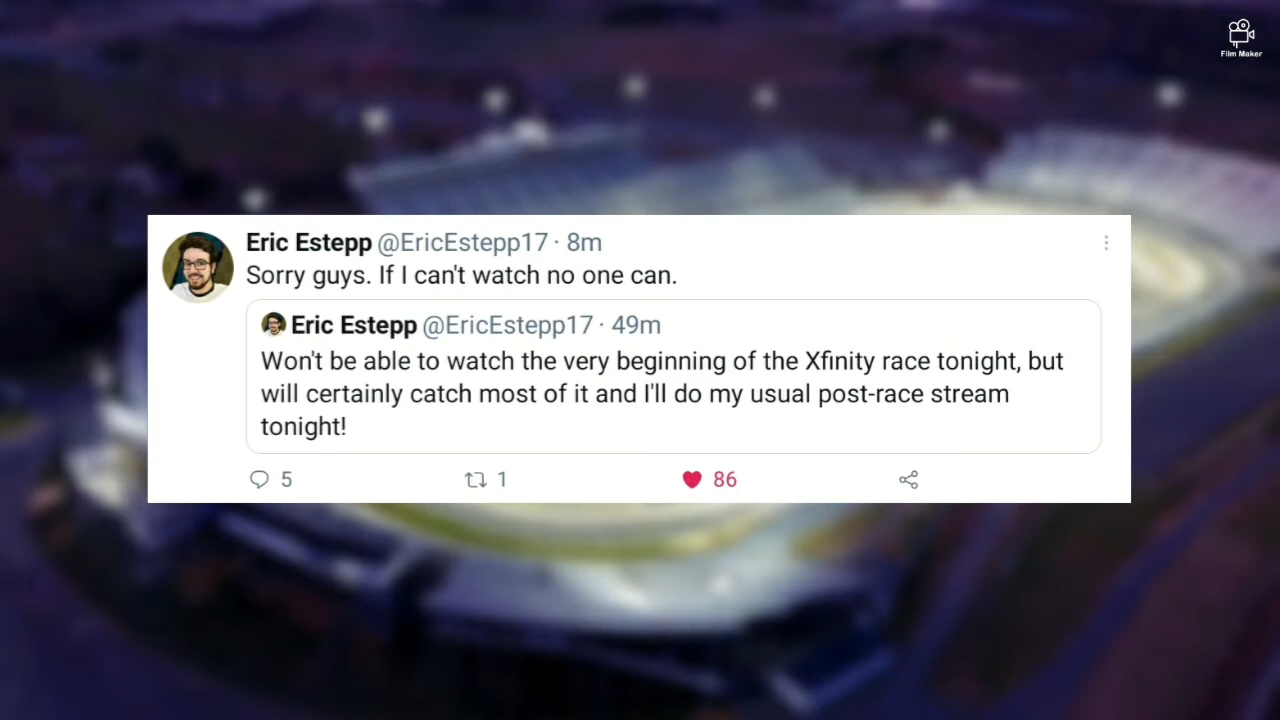 Film Maker
Eric Estepp @EricEstepp17 · 8m
Sorry guys. If I can't watch no one can.
Eric Estepp @EricEstepp17 · 49m
Won't be able to watch the very beginning of the Xfinity race tonight, but
will certainly catch most of it and I'll do my usual post-race stream
tonight!
5 1 86